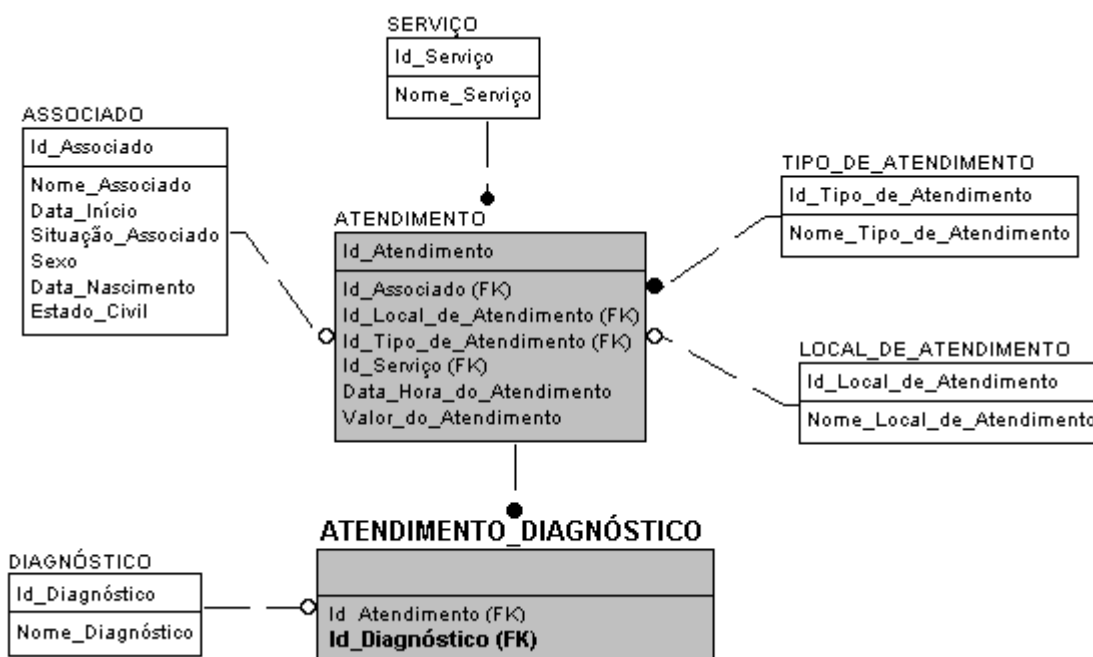 SERVIÇO
Id_Serviço
Nome_Serviço
ASSOCIADO
Id_Associado
Nome_Associado
Data_Início
Situação_Associado
Sexo
Data_Nascimento
Estado_Civil
TIPO_DE_ATENDIMENTO
Id_Tipo_de_Atendimento
Nome_Tipo_de_Atendimento
ATENDIMENTO
Id_Atendimento
Id_Associado (FK)
Id_Local_de_Atendimento (FK)
Id_Tipo_de_Atendimento (FK)
Id_Serviço (FK)
Data_Hora_do_Atendimento
Valor_do_Atendimento
LOCAL_DE_ATENDIMENTO
Id_Local_de_Atendimento
Nome_Local_de_Atendimento
ATENDIMENTO_DIAGNÓSTICO
Id_Atendimento (FK)
Id_Diagnóstico (FK)
DIAGNÓSTICO
Id_Diagnóstico
Nome_Diagnóstico